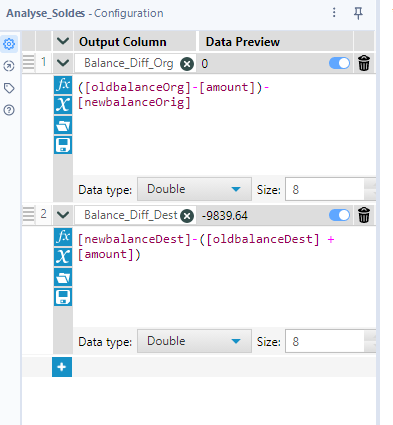 Analyse_Soldes - Configuration
Output Column Data Preview
1 Balance_Diff_Org 0
([oldbalanceOrg]-[amount])-
[newbalanceOrig]
Data type: Double Size: 8
2 Balance_Diff_Dest -9839.64
[newbalanceDest]-([oldbalanceDest] +
[amount])
Data type: Double Size: 8